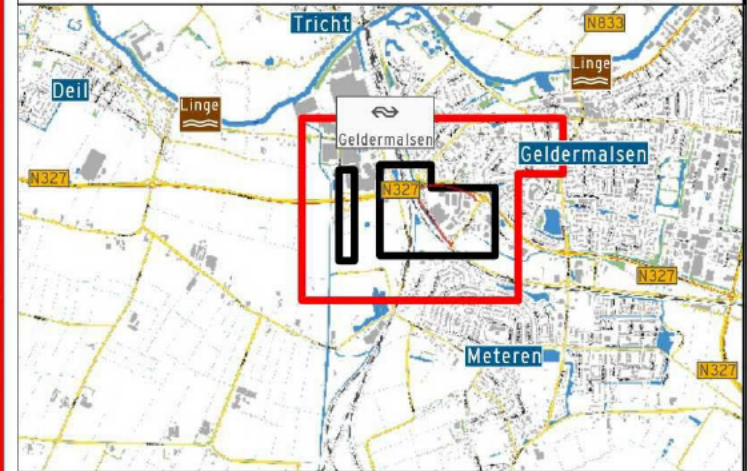 Tricht
N833
Linge
Deil
Linge
Geldermalsen
Geldermalsen
N327
N327
N327
Meteren
N327